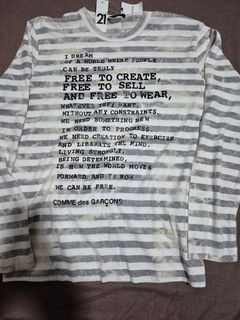 21
I DREAM
OF A WORLD WHERE PEOPLE
CAN BE TRULY
FREE TO CREATE,
FREE TO SELL
AND FREE TO WEAR,
WHATEVER THEY WANT,
WITHOUT ANY CONSTRAINTS.
WE NEED SOMETHING NEW
IN ORDER TO PROGRESS.
WE NEED CREATION TO EXERCISE
AND LIBERATE THE MIND.
LIVING STRONGLY,
BEING DETERMINED,
IS HOW THE WORLD MOVES
FORWARD, AND IS HOW
WE CAN BE FREE.
COMME des GARÇONS